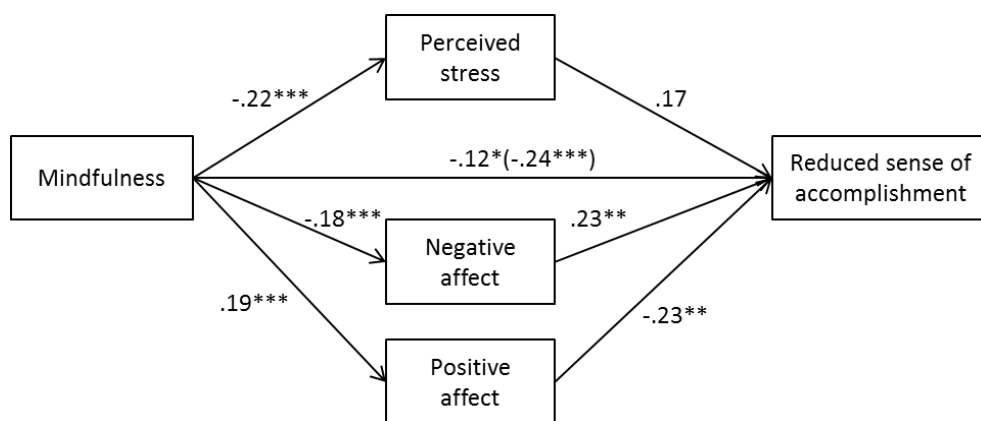 Perceived
stress
-.22***
.17
Mindfulness
-.12*(-.24***)
Reduced sense of
accomplishment
-.18***
Negative
affect
.23**
.19***
-.23**
Positive
affect